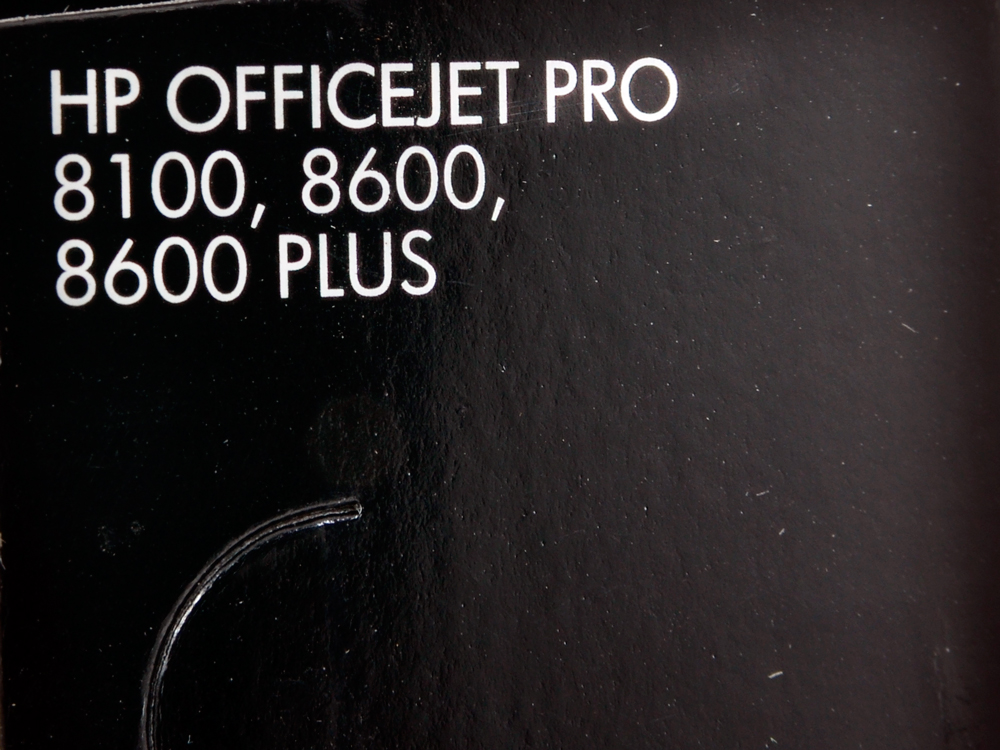 HP OFFICEJET PRO
8100, 8600,
8600 PLUS